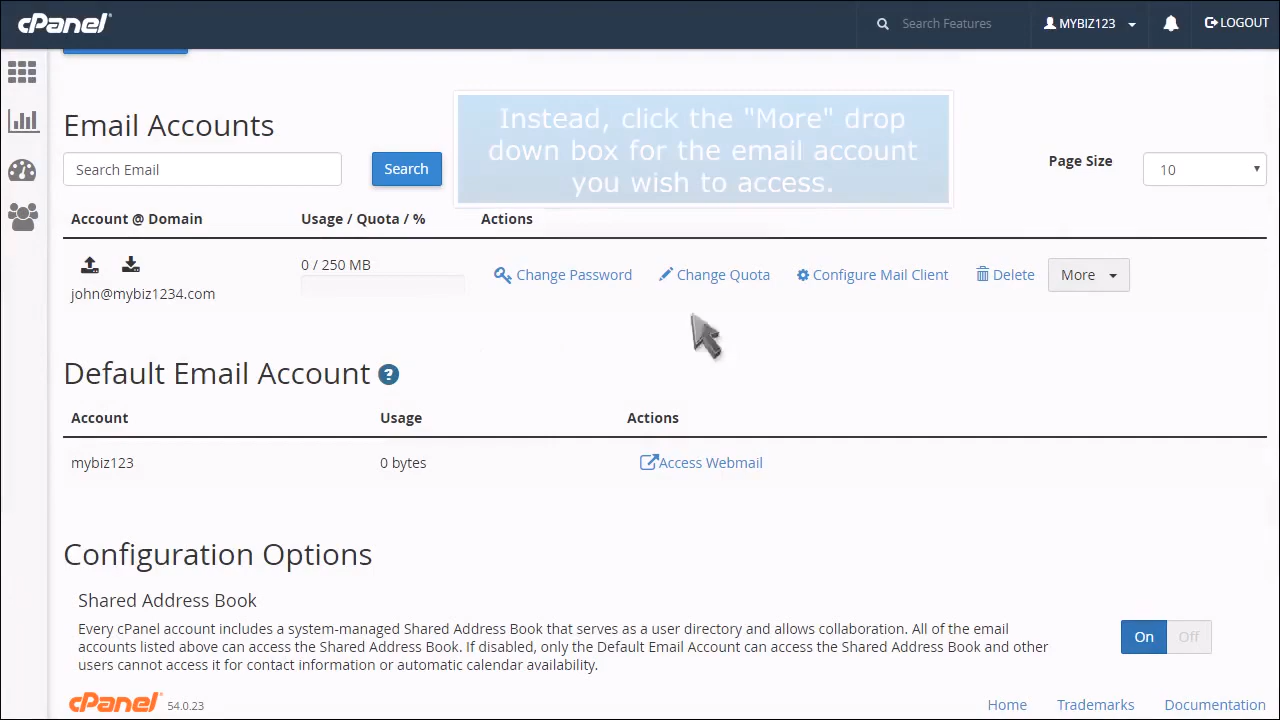 cPanel
Search Features
MYBIZ123
LOGOUT
Instead, click the "More" drop
down box for the email account
you wish to access.
Email Accounts
Search Email
Search
Page Size
10
Account @ Domain
Usage / Quota / %
Actions
0 / 250 MB
john@mybiz1234.com
Change Password
Change Quota
Configure Mail Client
Delete
More
Default Email Account ?
Account
Usage
Actions
mybiz123
0 bytes
Access Webmail
Configuration Options
Shared Address Book
Every cPanel account includes a system-managed Shared Address Book that serves as a user directory and allows collaboration. All of the email
accounts listed above can access the Shared Address Book. If disabled, only the Default Email Account can access the Shared Address Book and other
users cannot access it for contact information or automatic calendar availability.
On
Off
cPanel 54.0.23
Home
Trademarks
Documentation